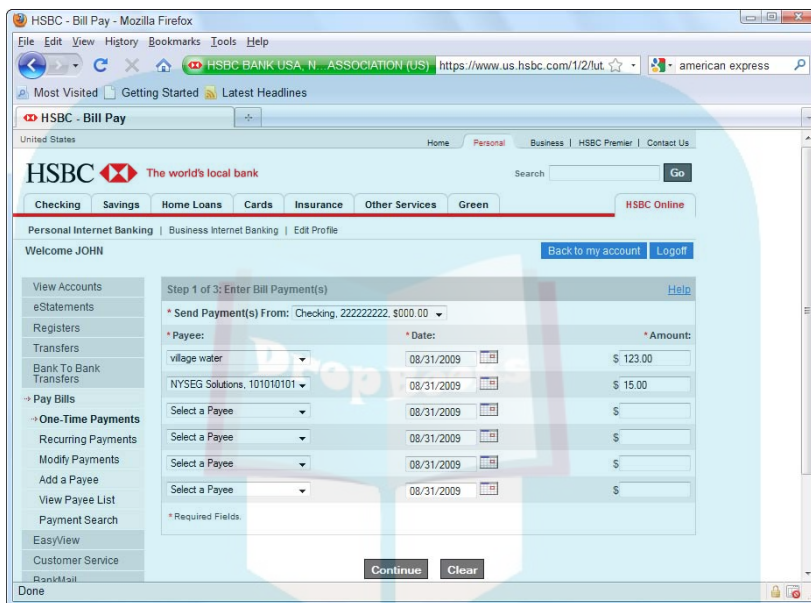 HSBC - Bill Pay - Mozilla Firefox
File Edit View History Bookmarks Tools Help
HSBC BANK USA, N... ASSOCIATION (US) https://www.us.hsbc.com/1/2/!ut, american express
Most Visited Getting Started Latest Headlines
HSBC - Bill Pay
United States
Home Personal Business | HSBC Premier | Contact Us
HSBC The world's local bank Search Go
Checking Savings Home Loans Cards Insurance Other Services Green HSBC Online
Personal Internet Banking | Business Internet Banking | Edit Profile
Welcome JOHN Back to my account Logoff
View Accounts
eStatements
Registers
Transfers
Bank To Bank
Transfers
Pay Bills
One-Time Payments
Recurring Payments
Modify Payments
Add a Payee
View Payee List
Payment Search
EasyView
Customer Service
BankMail
Step 1 of 3: Enter Bill Payment(s) Help
* Send Payment(s) From: Checking, 222222222, $000.00
* Payee: * Date: * Amount:
village water 08/31/2009 $ 123.00
NYSEG Solutions, 101010101 08/31/2009 $ 15.00
Select a Payee 08/31/2009 $
Select a Payee 08/31/2009 $
Select a Payee 08/31/2009 $
Select a Payee 08/31/2009 $
* Required Fields.
Continue Clear
Drop Books
Done